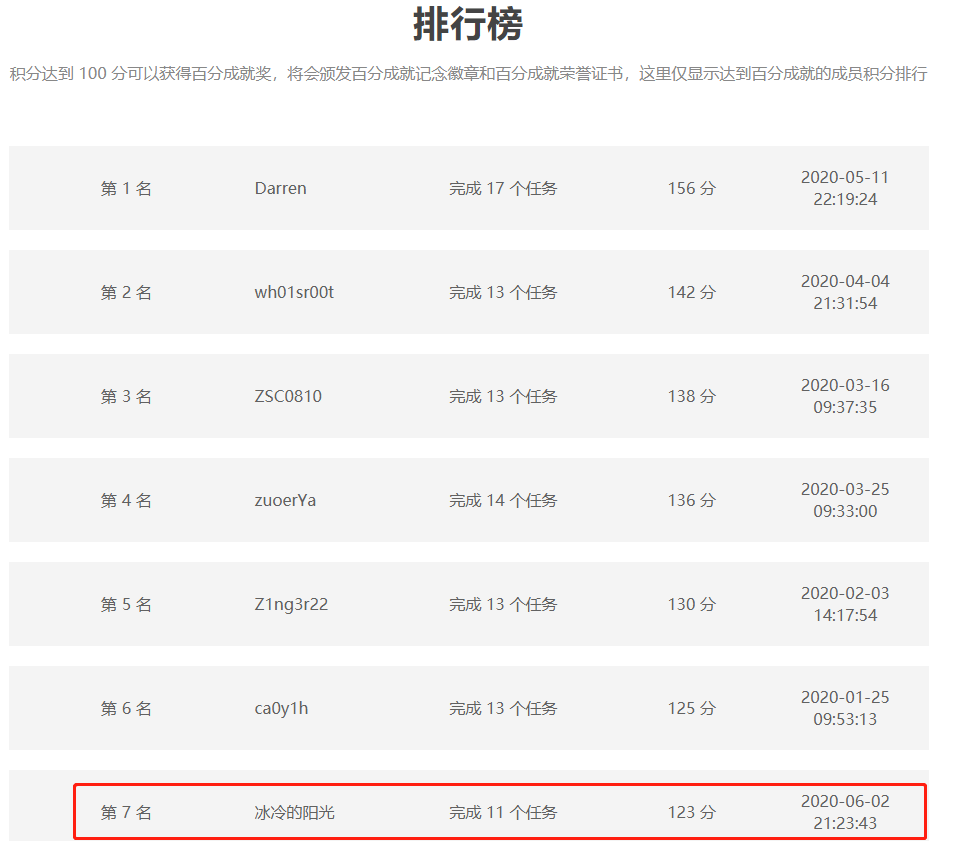 排行榜
积分达到 100 分可以获得百分成就奖，将会颁发百分成就记念徽章和百分成就荣誉证书，这里仅显示达到百分成就的成员积分排行
第 1 名 Darren 完成 17 个任务 156 分 2020-05-11 22:19:24
第 2 名 wh01sr00t 完成 13 个任务 142 分 2020-04-04 21:31:54
第 3 名 ZSC0810 完成 13 个任务 138 分 2020-03-16 09:37:35
第 4 名 zuoerYa 完成 14 个任务 136 分 2020-03-25 09:33:00
第 5 名 Z1ng3r22 完成 13 个任务 130 分 2020-02-03 14:17:54
第 6 名 ca0y1h 完成 13 个任务 125 分 2020-01-25 09:53:13
第 7 名 冰冷的阳光 完成 11 个任务 123 分 2020-06-02 21:23:43